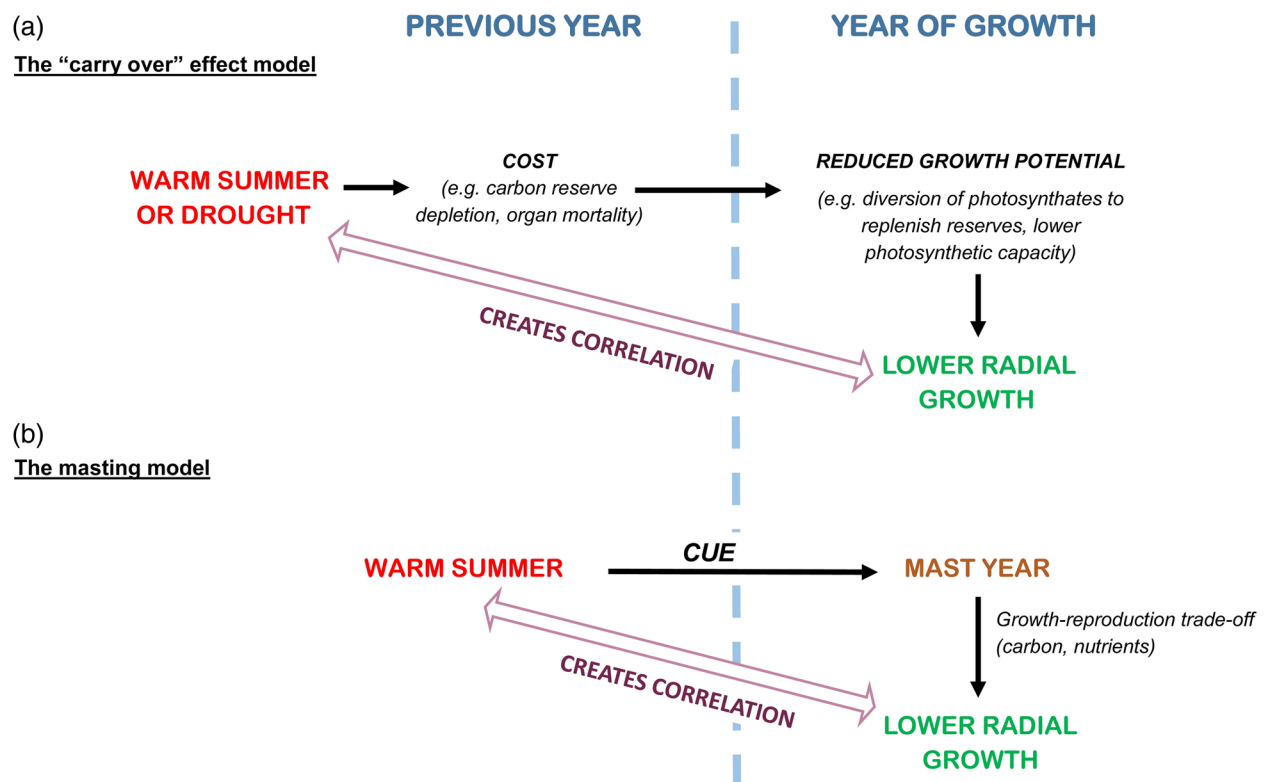 (a)
PREVIOUS YEAR
YEAR OF GROWTH
The “carry over” effect model
WARM SUMMER
OR DROUGHT
COST
(e.g. carbon reserve
depletion, organ mortality)
REDUCED GROWTH POTENTIAL
(e.g. diversion of photosynthates to
replenish reserves, lower
photosynthetic capacity)
CREATES CORRELATION
LOWER RADIAL
GROWTH
(b)
The masting model
WARM SUMMER
CUE
MAST YEAR
Growth-reproduction trade-off
(carbon, nutrients)
CREATES CORRELATION
LOWER RADIAL
GROWTH